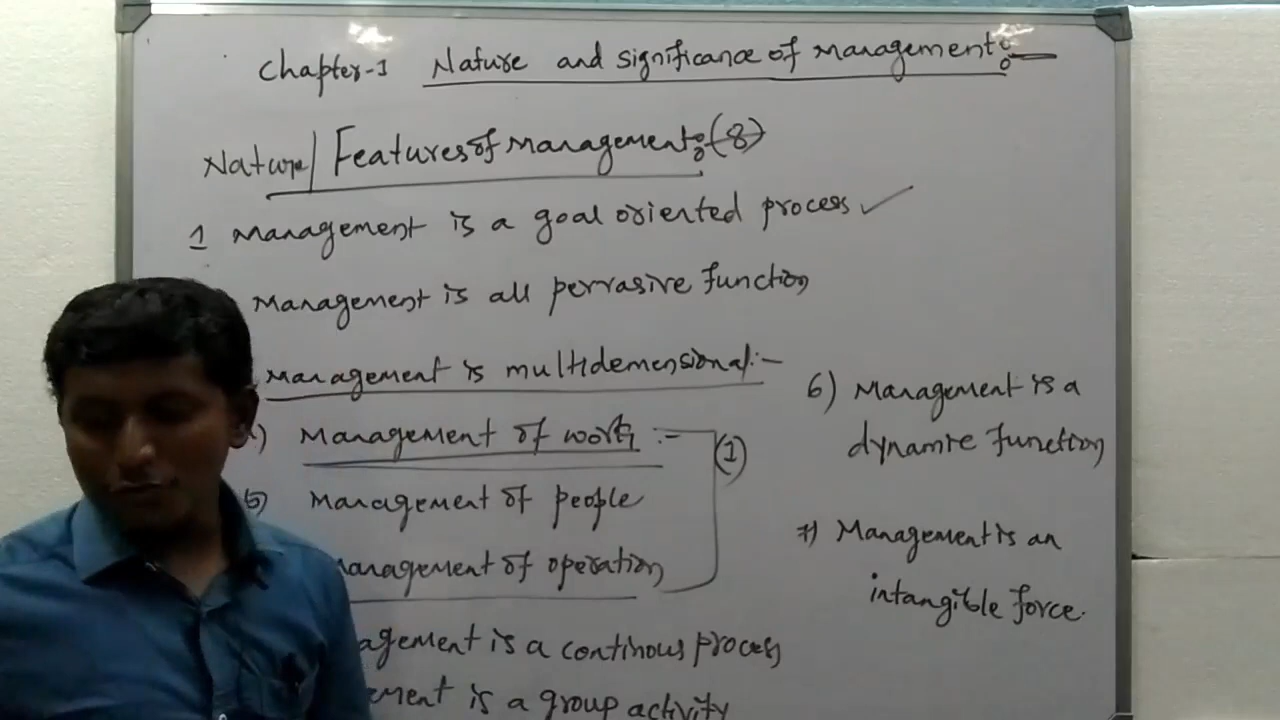 Chapter-1 Nature and significance of Management:-
Nature/Features of Management:(8)
1 Management is a goal oriented process ✓
Management is all pervasive function
Management is multidemensional:-
Management of work :-
(1)
b) Management of people
management of operation
agement is a continous process
ement is a group activity
6) Management is a
dynamic function
7) Management is an
intangible force.